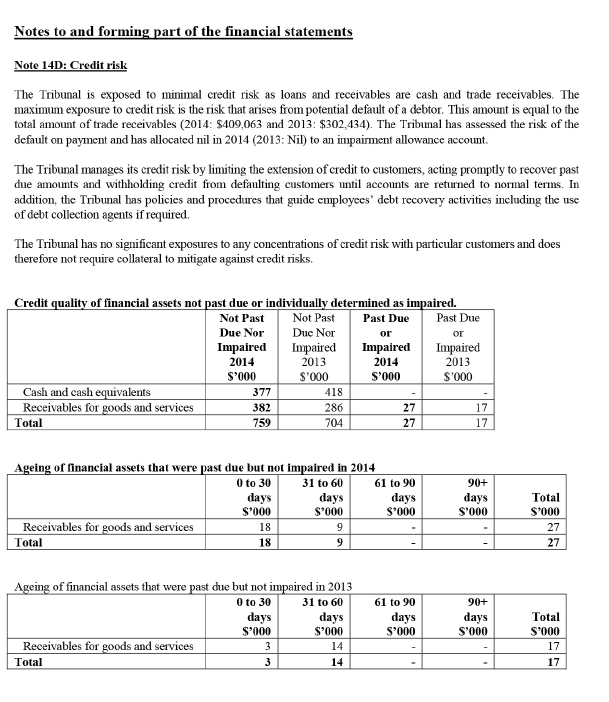 Notes to and forming part of the financial statements
Note 14D: Credit risk
The Tribunal is exposed to minimal credit risk as loans and receivables are cash and trade receivables. The
maximum exposure to credit risk is the risk that arises from potential default of a debtor. This amount is equal to the
total amount of trade receivables (2014: $409,063 and 2013: $302,434). The Tribunal has assessed the risk of the
default on payment and has allocated nil in 2014 (2013: Nil) to an impairment allowance account.
The Tribunal manages its credit risk by limiting the extension of credit to customers, acting promptly to recover past
due amounts and withholding credit from defaulting customers until accounts are returned to normal terms. In
addition, the Tribunal has policies and procedures that guide employees' debt recovery activities including the use
of debt collection agents if required.
The Tribunal has no significant exposures to any concentrations of credit risk with particular customers and does
therefore not require collateral to mitigate against credit risks.
Credit quality of financial assets not past due or individually determined as impaired.
Not Past Not Past Past Due Past Due
Due Nor Due Nor or or
Impaired Impaired Impaired Impaired
2014 2013 2014 2013
$'000 $'000 $'000 $'000
Cash and cash equivalents 377 418 - -
Receivables for goods and services 382 286 27 17
Total 759 704 27 17
Ageing of financial assets that were past due but not impaired in 2014
0 to 30 31 to 60 61 to 90 90+
days days days days Total
$'000 $'000 $'000 $'000 $'000
Receivables for goods and services 18 9 - - 27
Total 18 9 - - 27
Ageing of financial assets that were past due but not impaired in 2013
0 to 30 31 to 60 61 to 90 90+
days days days days Total
$'000 $'000 $'000 $'000 $'000
Receivables for goods and services 3 14 - - 17
Total 3 14 - - 17